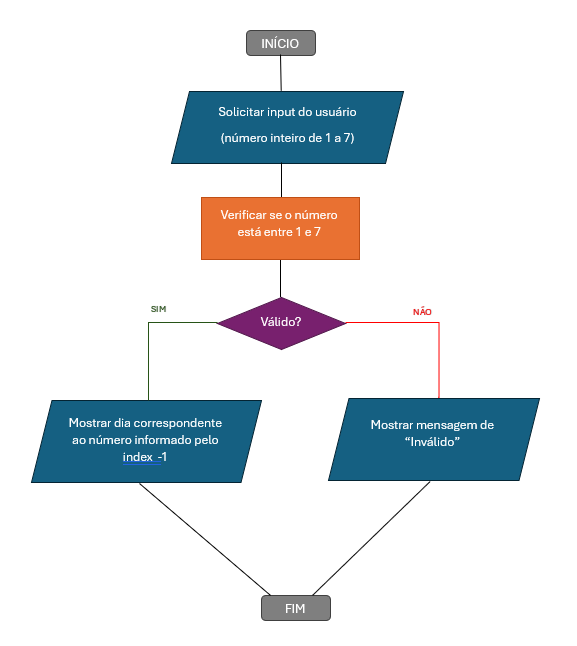 INÍCIO
Solicitar input do usuário
(número inteiro de 1 a 7)
Verificar se o número
está entre 1 e 7
Válido?
SIM
NÃO
Mostrar dia correspondente
ao número informado pelo
index -1
Mostrar mensagem de
“Inválido”
FIM